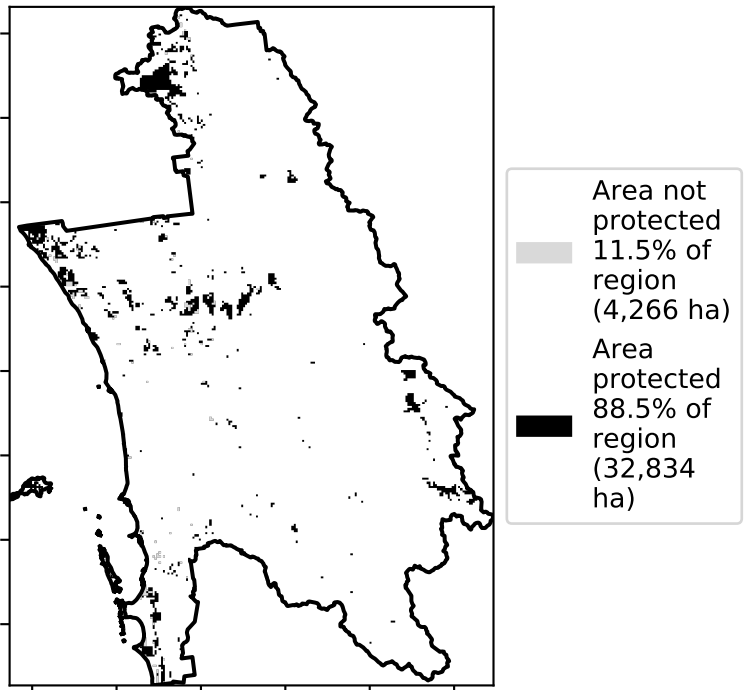 Area not
protected
11.5% of
region
(4,266 ha)
Area
protected
88.5% of
region
(32,834
ha)